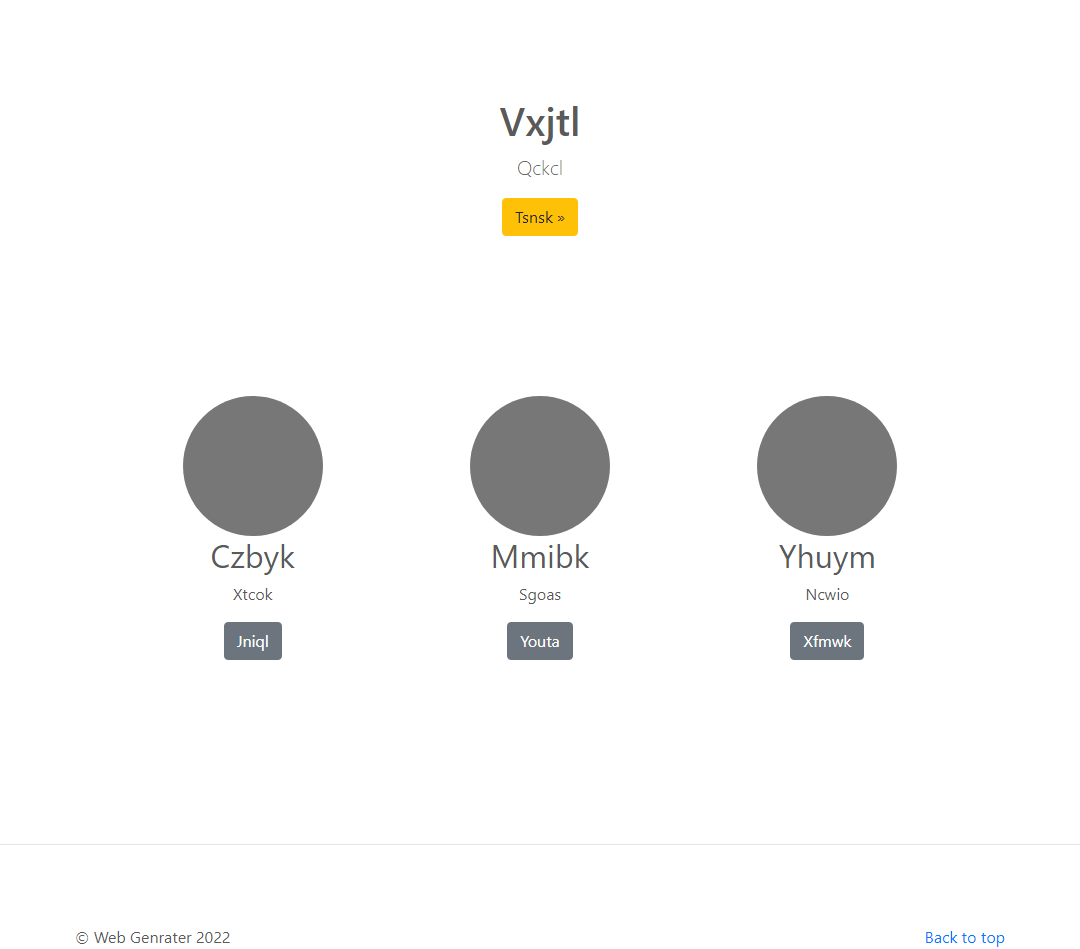 Vxjtl
Qckcl
Tsnsk »
Czbyk
Mmibk
Yhuym
Xtcok
Sgoas
Ncwio
Jniql
Youta
Xfmwk
© Web Genrater 2022
Back to top